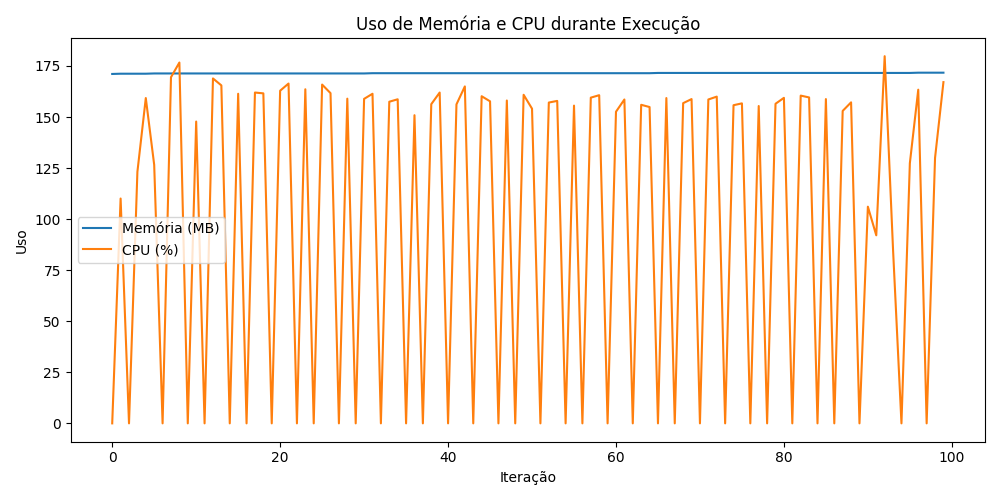 Uso de Memória e CPU durante Execução
175
150
125
100
75
50
25
0
Uso
Memória (MB)
CPU (%)
0 20 40 60 80 100
Iteração